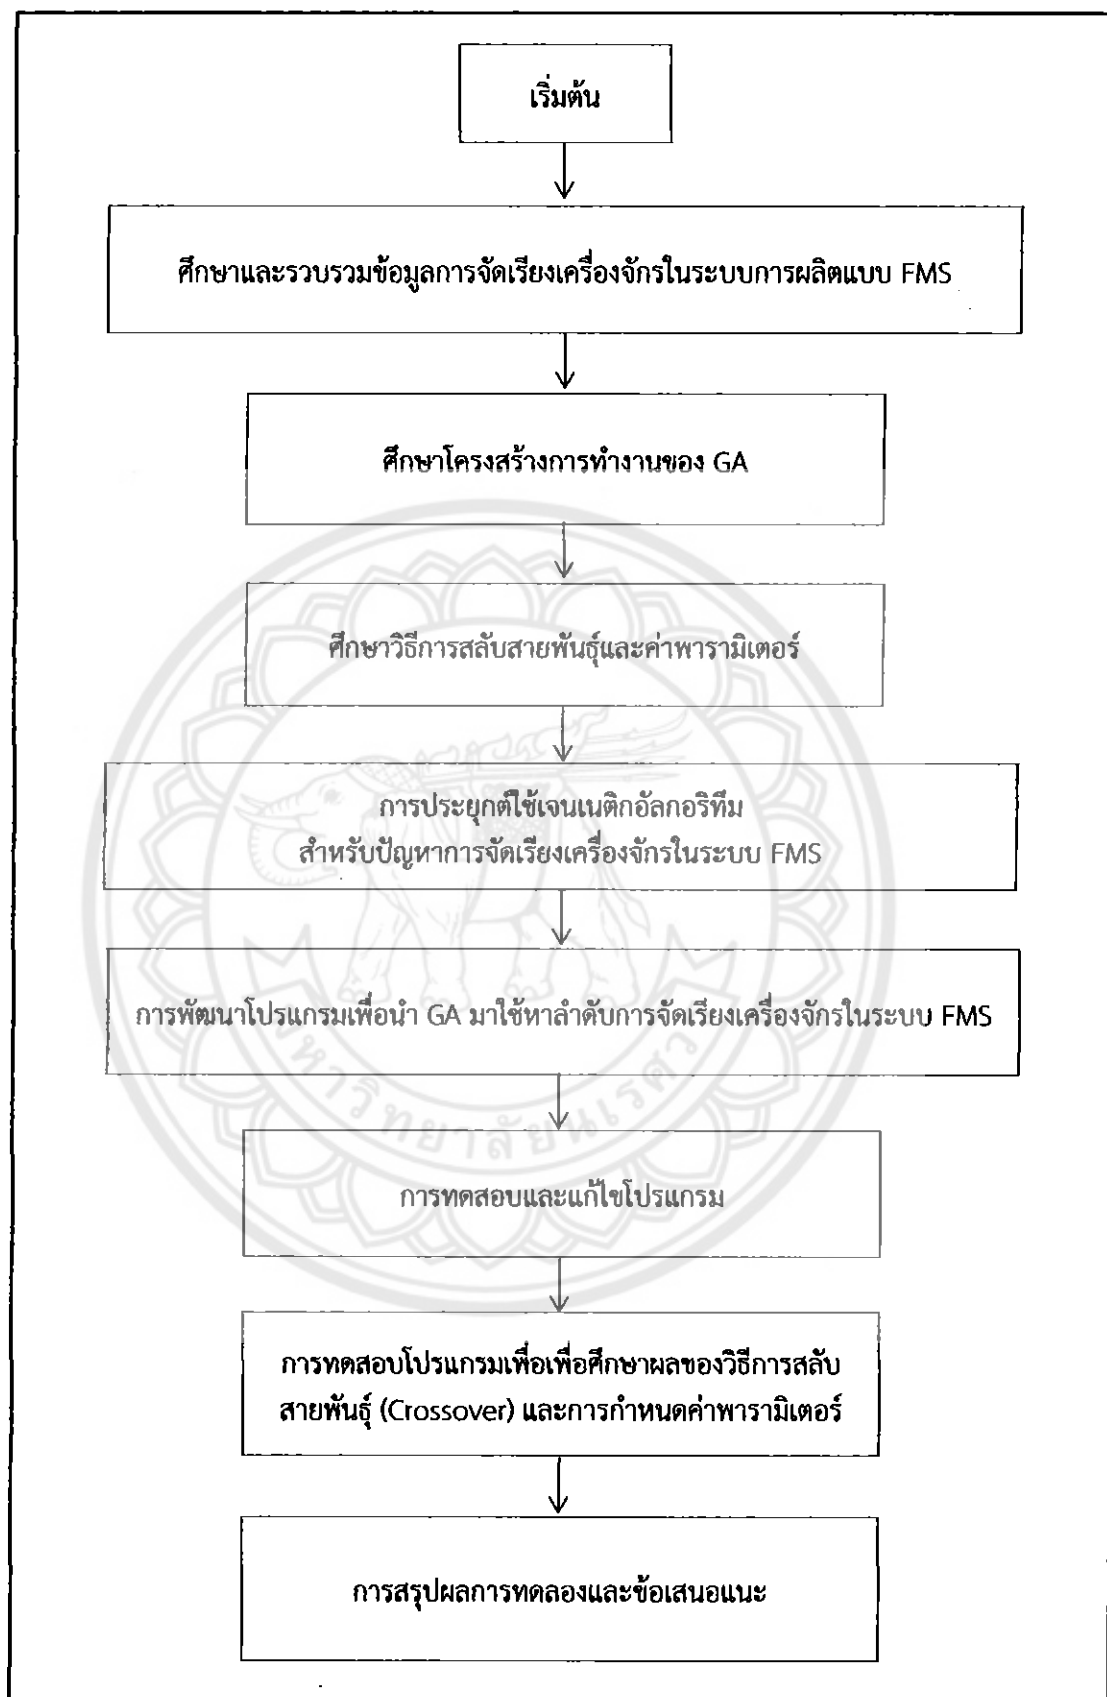 เริ่มต้น
ศึกษาและรวบรวมข้อมูลการจัดเรียงเครื่องจักรในระบบการผลิตแบบ FMS
ศึกษาโครงสร้างการทำงานของ GA
ศึกษาวิธีการสลับสายพันธุ์และค่าพารามิเตอร์
การประยุกต์ใช้เจนเนติกอัลกอริทึม
สำหรับปัญหาการจัดเรียงเครื่องจักรในระบบ FMS
การพัฒนาโปรแกรมเพื่อนำ GA มาใช้หาลำดับการจัดเรียงเครื่องจักรในระบบ FMS
มหาวิทยาลัยนเรศวร
การทดสอบและแก้ไขโปรแกรม
การทดสอบโปรแกรมเพื่อเพื่อศึกษาผลของวิธีการสลับ
สายพันธุ์ (Crossover) และการกำหนดค่าพารามิเตอร์
การสรุปผลการทดลองและข้อเสนอแนะ